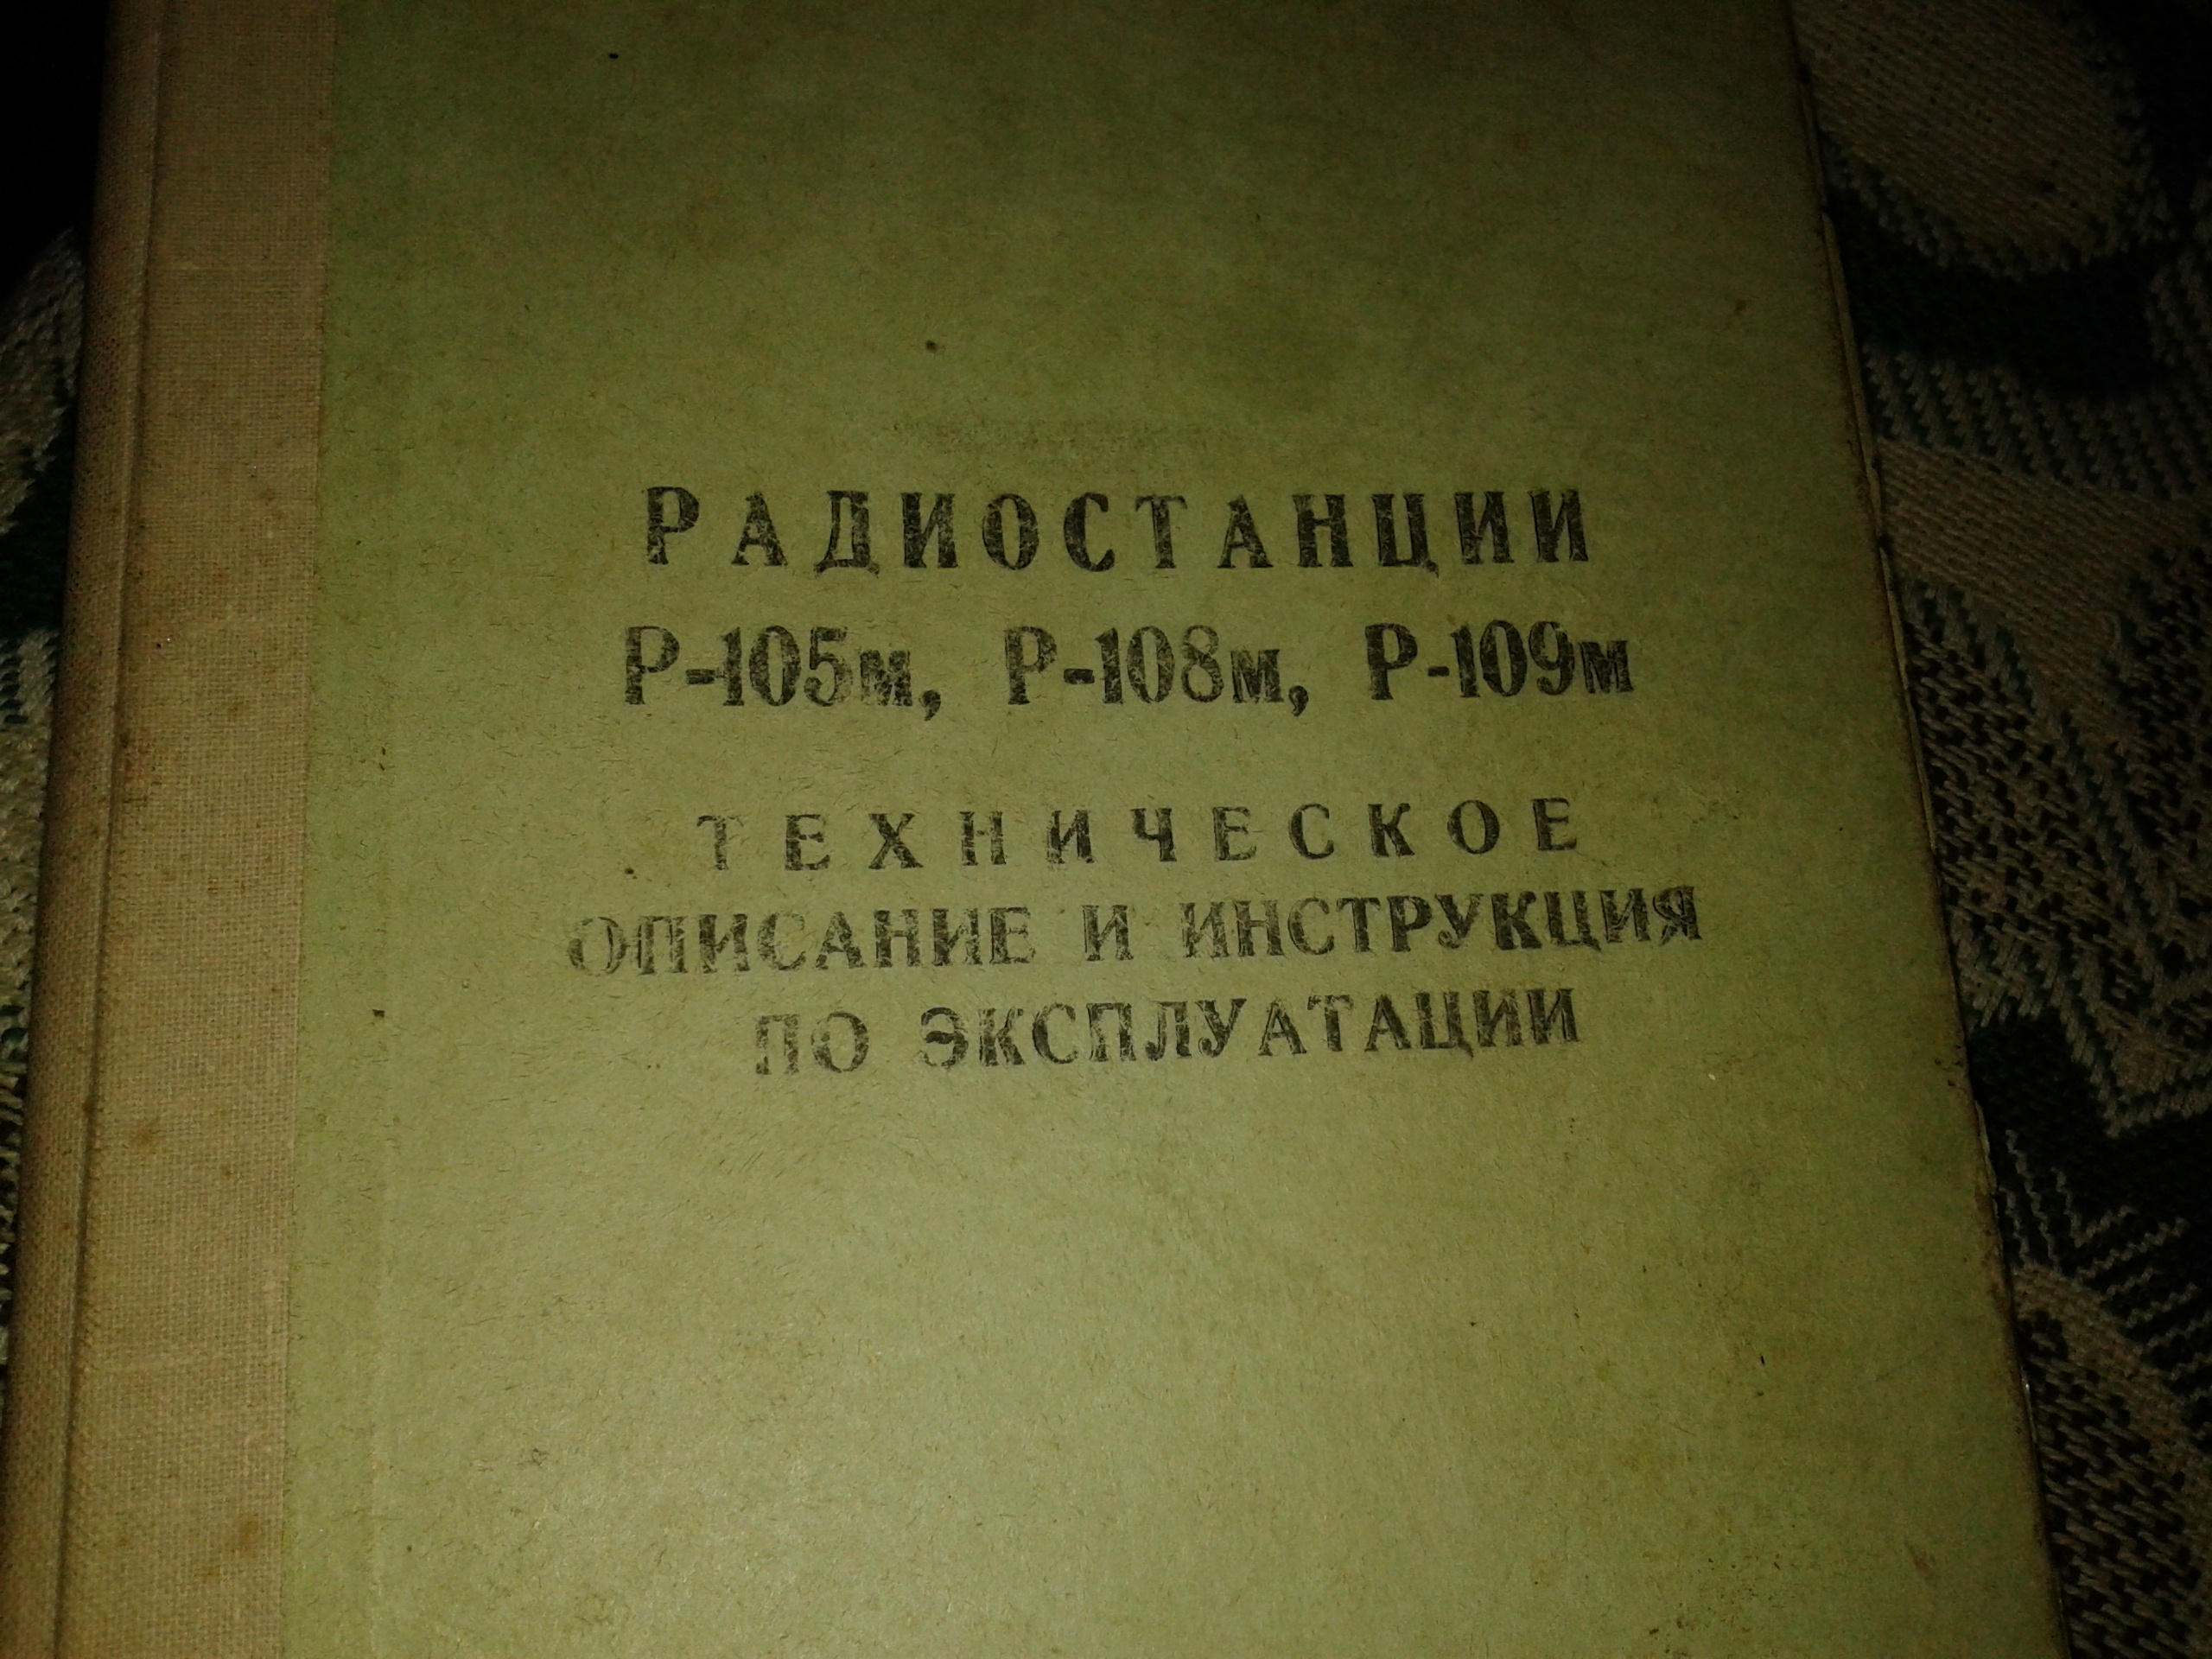 РАДИОСТАНЦИИ
Р-105м, Р-108м, Р-109м
ТЕХНИЧЕСКОЕ
ОПИСАНИЕ И ИНСТРУКЦИЯ
ПО ЭКСПЛУАТАЦИИ